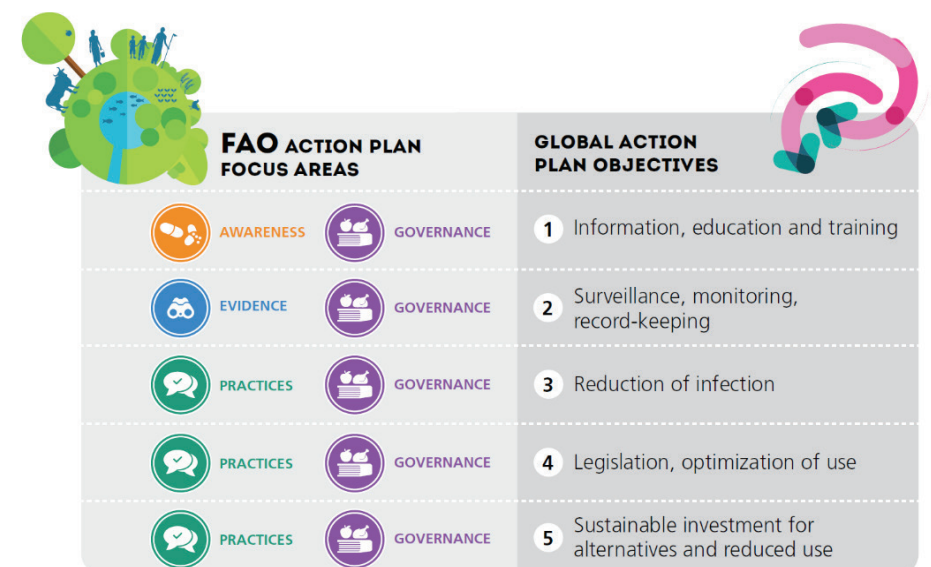 FAO ACTION PLAN
FOCUS AREAS
GLOBAL ACTION
PLAN OBJECTIVES
AWARENESS GOVERNANCE 1 Information, education and training
EVIDENCE GOVERNANCE 2 Surveillance, monitoring,
record-keeping
PRACTICES GOVERNANCE 3 Reduction of infection
PRACTICES GOVERNANCE 4 Legislation, optimization of use
PRACTICES GOVERNANCE 5 Sustainable investment for
alternatives and reduced use